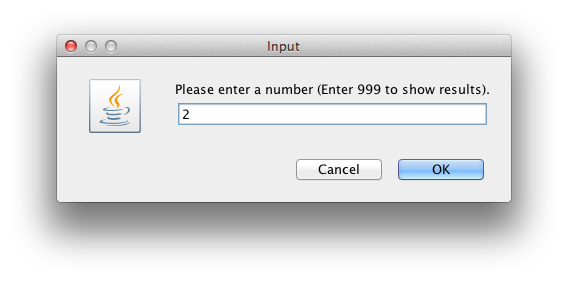 Input
Please enter a number (Enter 999 to show results).
2
Cancel
OK